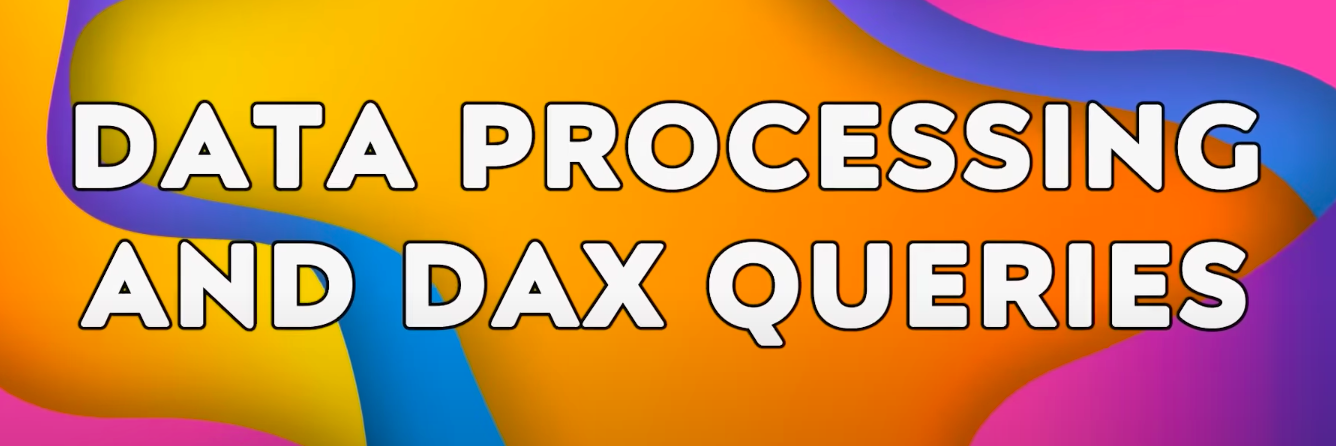 DATA PROCESSING
AND DAX QUERIES